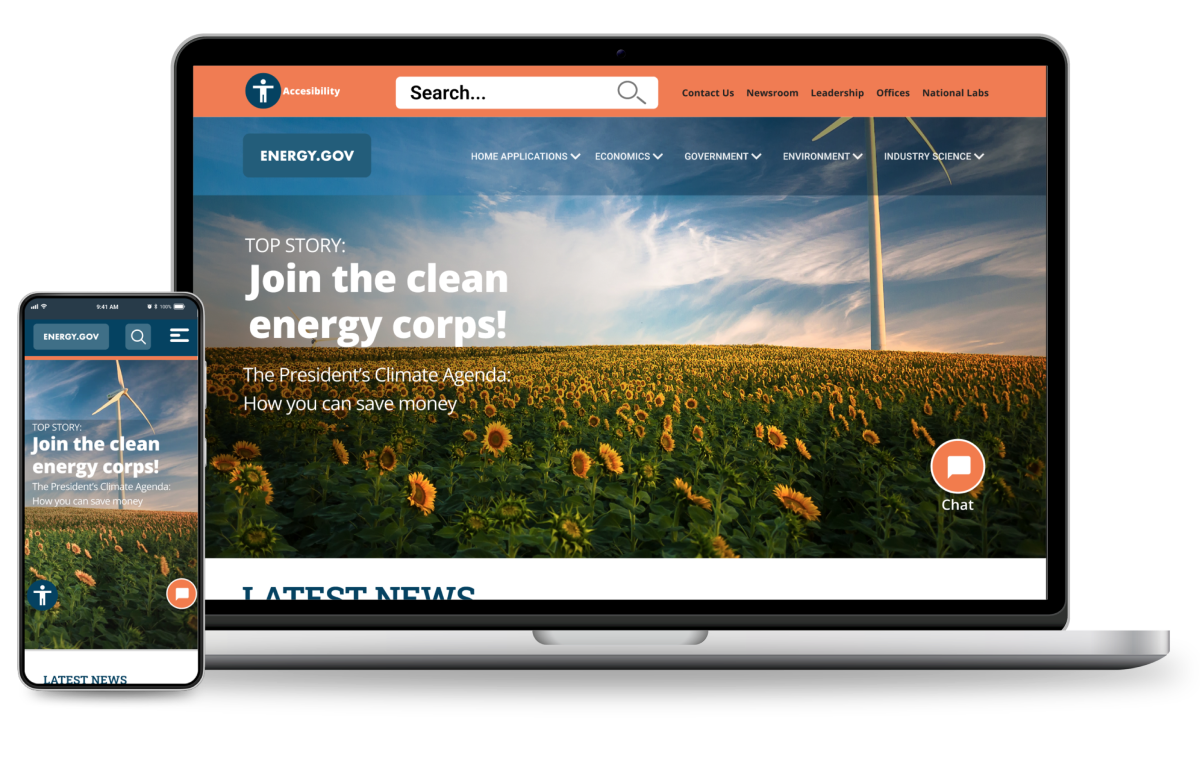 Accesibility
Search...
Contact Us Newsroom Leadership Offices National Labs
ENERGY.GOV
HOME APPLICATIONS ECONOMICS GOVERNMENT ENVIRONMENT INDUSTRY SCIENCE
TOP STORY:
Join the clean
energy corps!
The President's Climate Agenda:
How you can save money
Chat
LATEST NEWS
9:41 AM 100%
ENERGY.GOV
TOP STORY:
Join the clean
energy corps!
The President's Climate Agenda:
How you can save money
LATEST NEWS